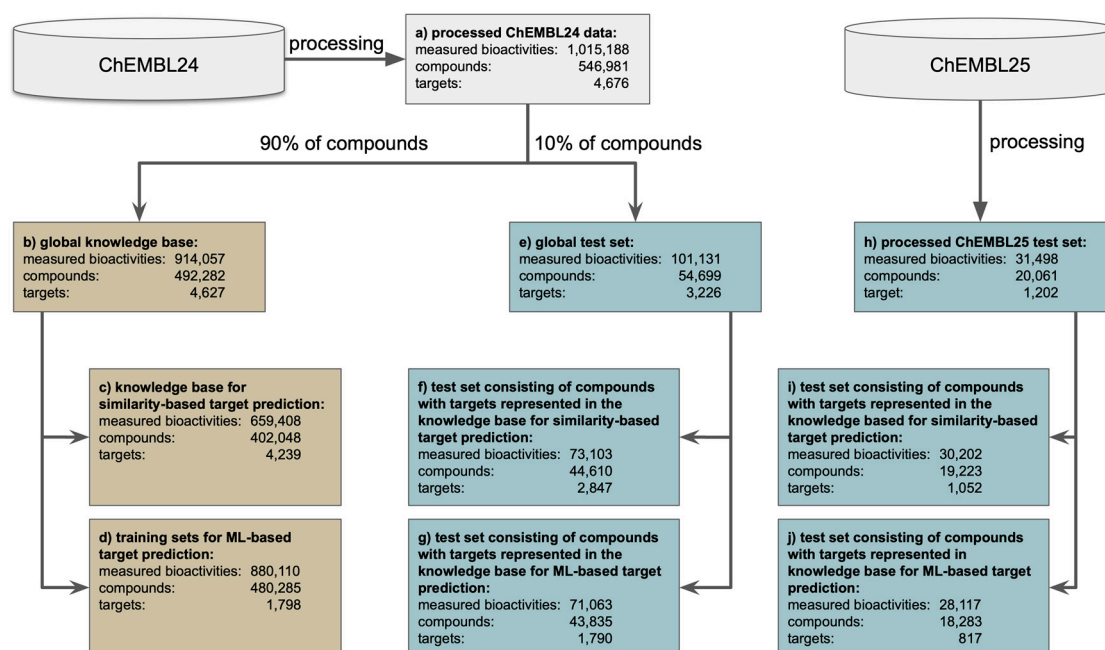 ChEMBL24
processing
a) processed ChEMBL24 data:
measured bioactivities: 1,015,188
compounds: 546,981
targets: 4,676
ChEMBL25
processing
90% of compounds
10% of compounds
b) global knowledge base:
measured bioactivities: 914,057
compounds: 492,282
targets: 4,627
e) global test set:
measured bioactivities: 101,131
compounds: 54,699
targets: 3,226
h) processed ChEMBL25 test set:
measured bioactivities: 31,498
compounds: 20,061
target: 1,202
c) knowledge base for
similarity-based target prediction:
measured bioactivities: 659,408
compounds: 402,048
targets: 4,239
f) test set consisting of compounds
with targets represented in the
knowledge base for similarity-based
target prediction:
measured bioactivities: 73,103
compounds: 44,610
targets: 2,847
i) test set consisting of compounds
with targets represented in the
knowledge based for similarity-based
target prediction:
measured bioactivities: 30,202
compounds: 19,223
targets: 1,052
d) training sets for ML-based
target prediction:
measured bioactivities: 880,110
compounds: 480,285
targets: 1,798
g) test set consisting of compounds
with targets represented in the
knowledge base for ML-based target
prediction:
measured bioactivities: 71,063
compounds: 43,835
targets: 1,790
j) test set consisting of compounds
with targets represented in
knowledge base for ML-based target
prediction:
measured bioactivities: 28,117
compounds: 18,283
targets: 817